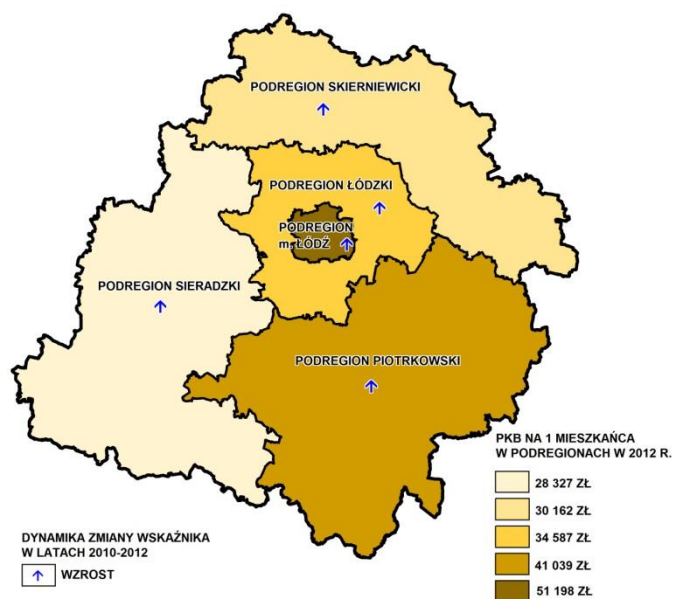 PODREGION SKIERNIEWICKI
PODREGION ŁÓDZKI
PODREGION
m. ŁÓDŹ
PODREGION SIERADZKI
PODREGION PIOTRKOWSKI
PKB NA 1 MIESZKAŃCA
W PODREGIONACH W 2012 R.
28 327 ZŁ
30 162 ZŁ
34 587 ZŁ
41 039 ZŁ
51 198 ZŁ
DYNAMIKA ZMIANY WSKAŹNIKA
W LATACH 2010-2012
WZROST